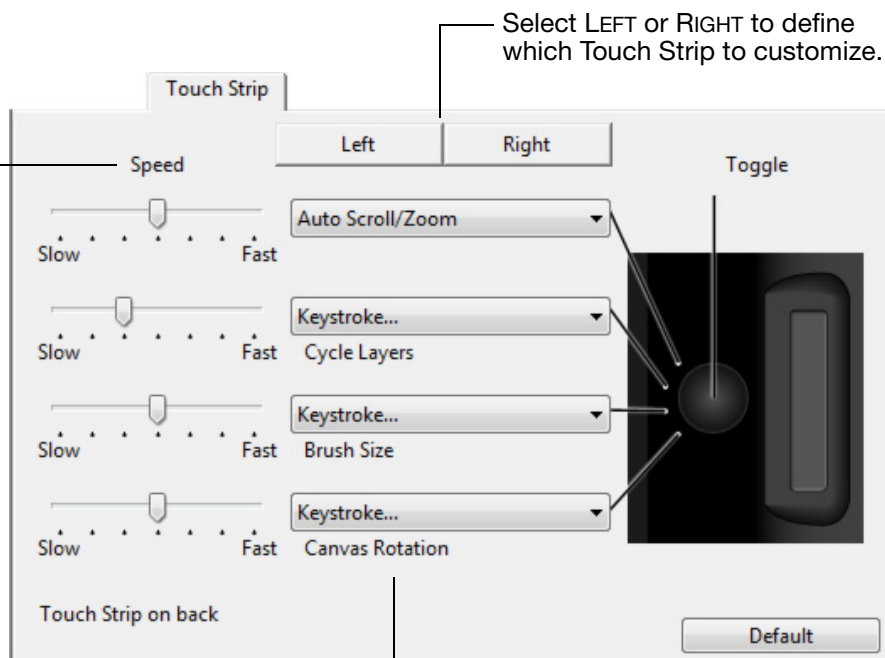 Select LEFT or RIGHT to define
which Touch Strip to customize.
Touch Strip
Left
Right
Speed
Toggle
Auto Scroll/Zoom
Slow
Fast
Keystroke...
Slow
Fast
Cycle Layers
Keystroke...
Slow
Fast
Brush Size
Keystroke...
Slow
Fast
Canvas Rotation
Touch Strip on back
Default